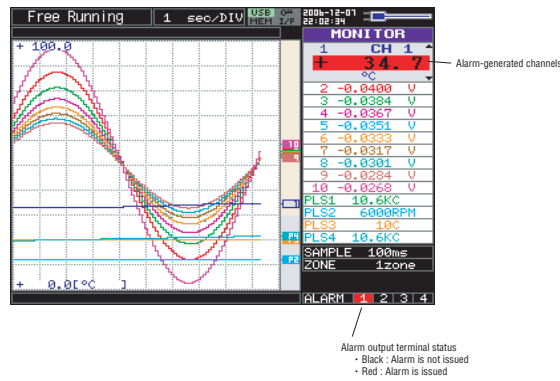 Free Running 1 sec/DIV USB MEM I/F 2006-12-07 22:02:34
+ 100.0
MONITOR
1 CH 1
+ 34. 7
°C
Alarm-generated channels
2 -0.0400 V
3 -0.0384 V
4 -0.0367 V
5 -0.0351 V
6 -0.0333 V
7 -0.0317 V
8 -0.0301 V
9 -0.0284 V
10 -0.0268 V
PLS1 10.6KC
PLS2 6000RPM
PLS3 10C
PLS4 10.6KC
10
9
1
P4
P2
SAMPLE 100ms
ZONE 1zone
+ 0.0[°C ]
ALARM 1 2 3 4
Alarm output terminal status
• Black : Alarm is not issued
• Red : Alarm is issued